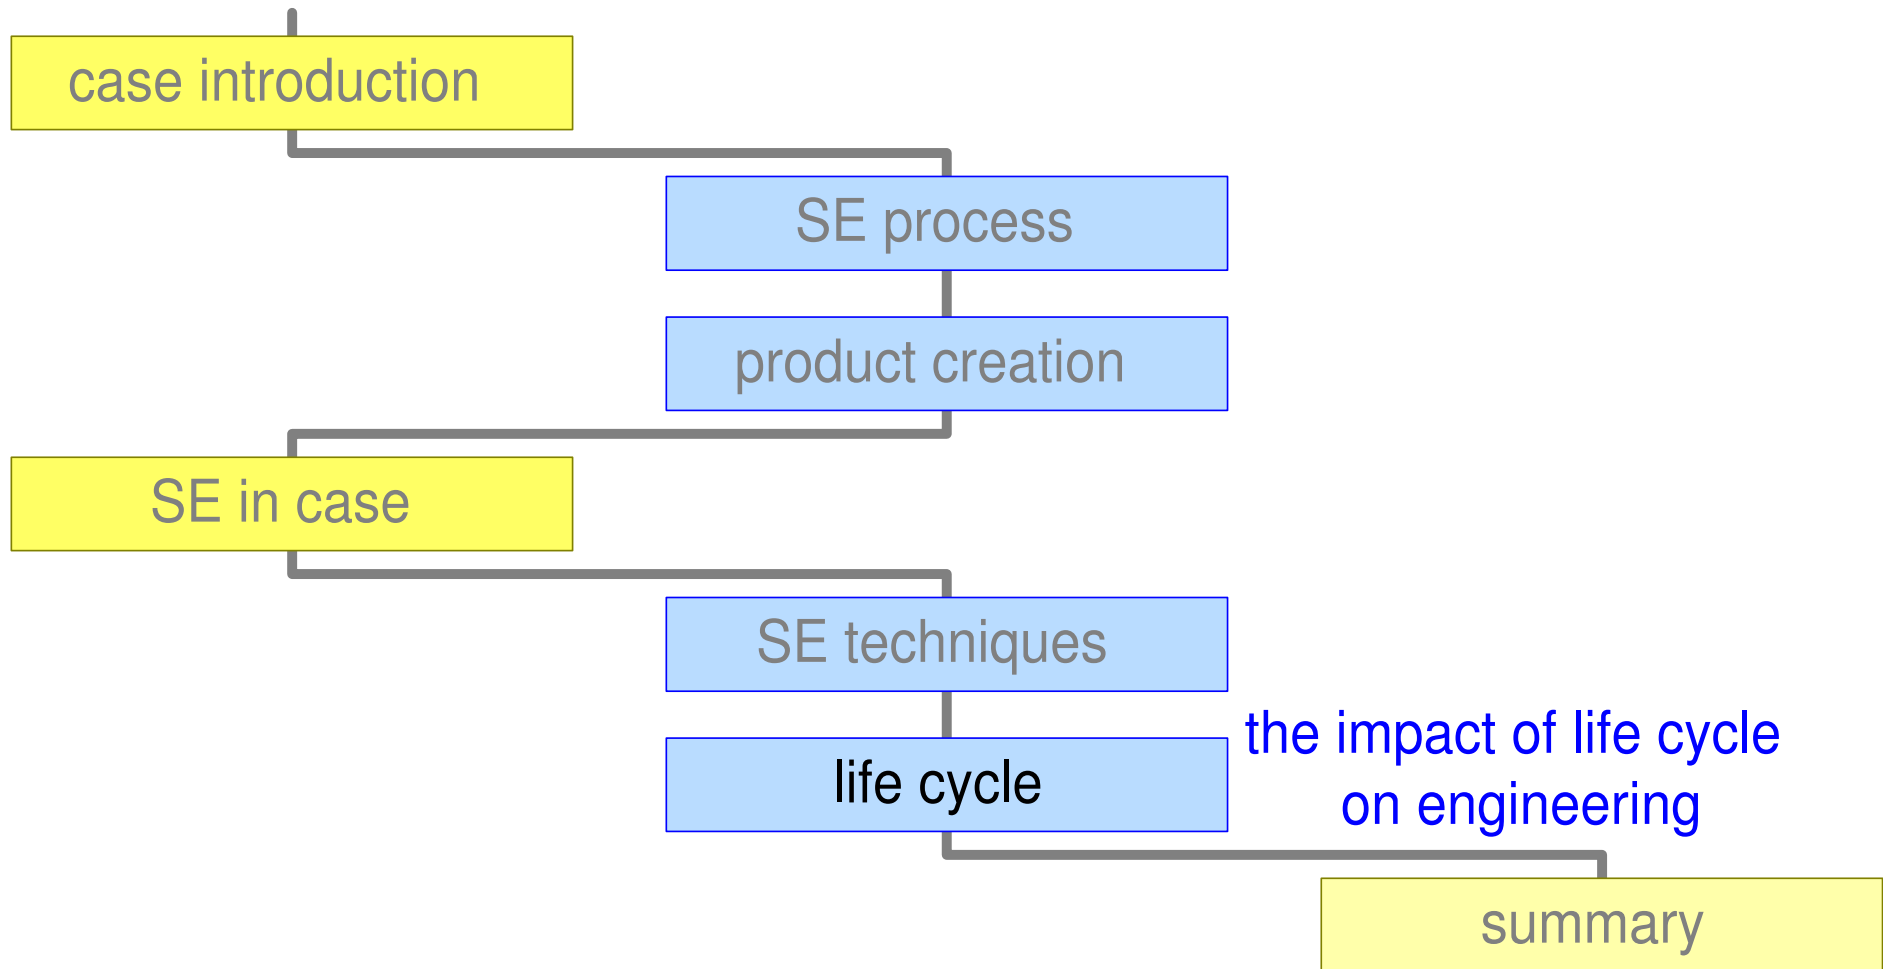 case introduction
SE process
product creation
SE in case
SE techniques
life cycle
the impact of life cycle
on engineering
summary